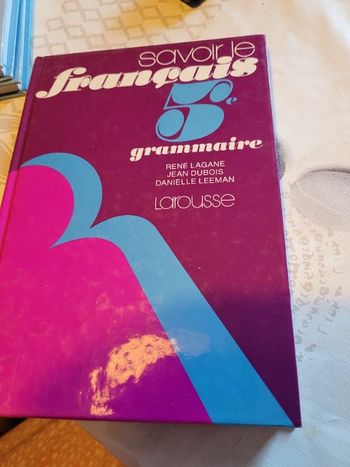 savoir le
français
5e
grammaire
RENÉ LAGANE
JEAN DUBOIS
DANIELLE LEEMAN
Larousse